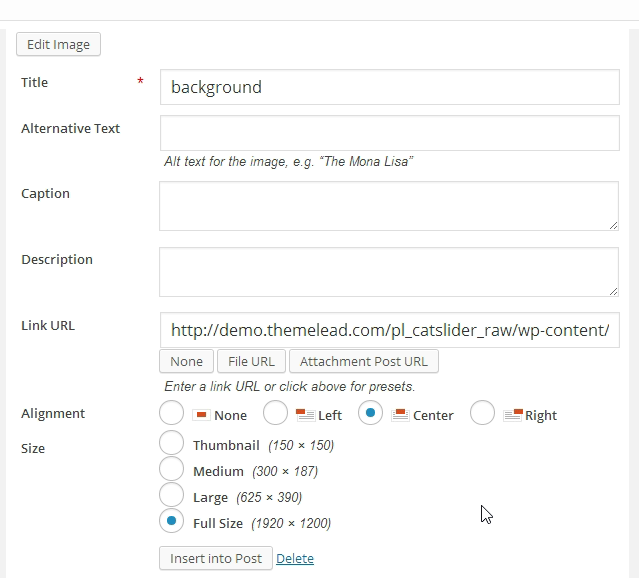 Edit Image
Title * background
Alternative Text
Alt text for the image, e.g. “The Mona Lisa”
Caption
Description
Link URL http://demo.themelead.com/pl_catslider_raw/wp-content/
None File URL Attachment Post URL
Enter a link URL or click above for presets.
Alignment None Left Center Right
Size Thumbnail (150 × 150)
Medium (300 × 187)
Large (625 × 390)
Full Size (1920 × 1200)
Insert into Post Delete